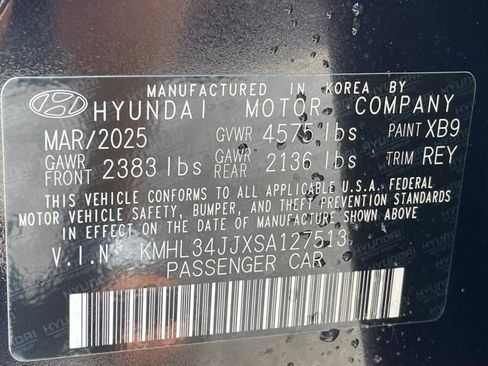 MANUFACTURED IN KOREA BY
HYUNDAI MOTOR COMPANY
MAR/2025 GVWR 4575 lbs PAINT XB9
GAWR FRONT 2383 lbs GAWR REAR 2136 lbs TRIM REY
THIS VEHICLE CONFORMS TO ALL APPLICABLE U.S.A. FEDERAL
MOTOR VEHICLE SAFETY, BUMPER, AND THEFT PREVENTION STANDARDS
IN EFFECT ON THE DATE OF MANUFACTURE SHOWN ABOVE
V.I.N KMHL34JJXSA127513
PASSENGER CAR